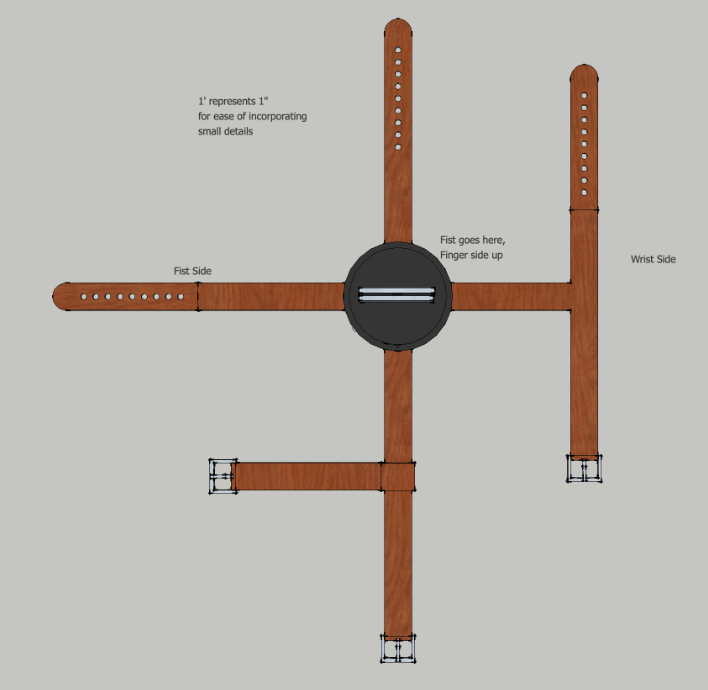 1' represents 1"
for ease of incorporating
small details
Fist goes here,
Finger side up
Wrist Side
Fist Side